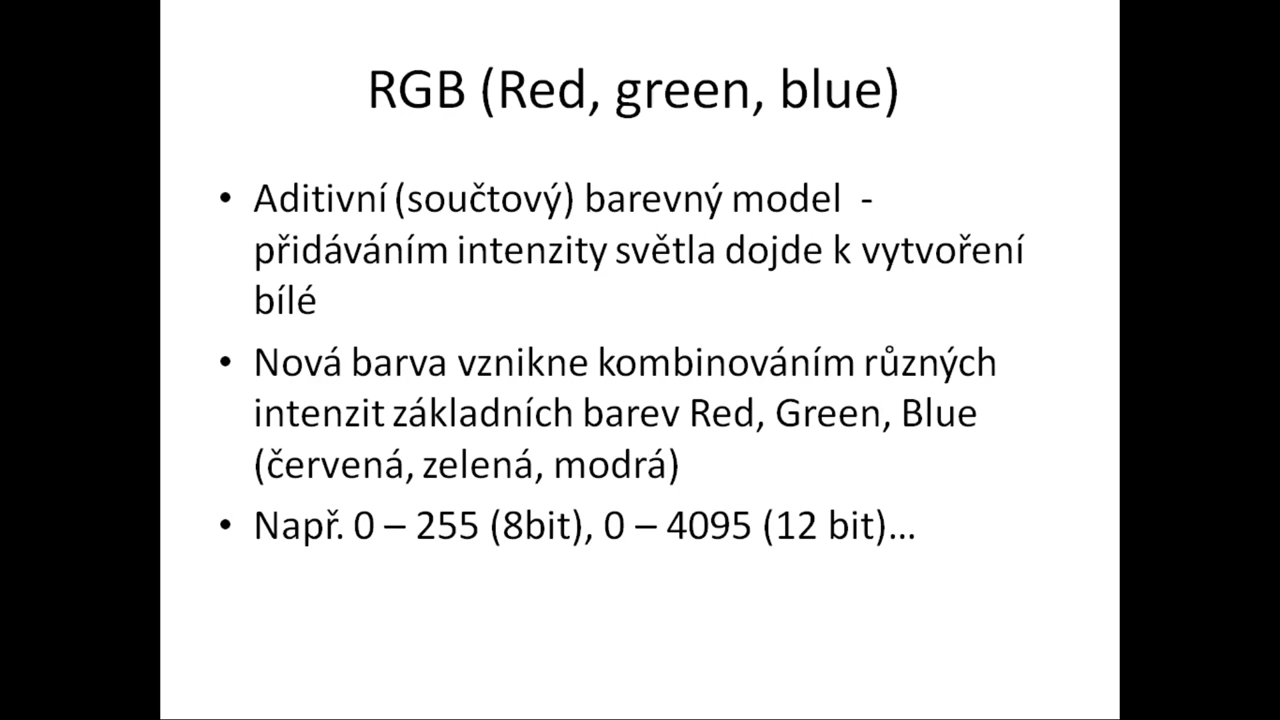 RGB (Red, green, blue)
• Aditivní (součtový) barevný model -
přidáváním intenzity světla dojde k vytvoření
bílé
• Nová barva vznikne kombinováním různých
intenzit základních barev Red, Green, Blue
(červená, zelená, modrá)
• Např. 0 – 255 (8bit), 0 – 4095 (12 bit)…